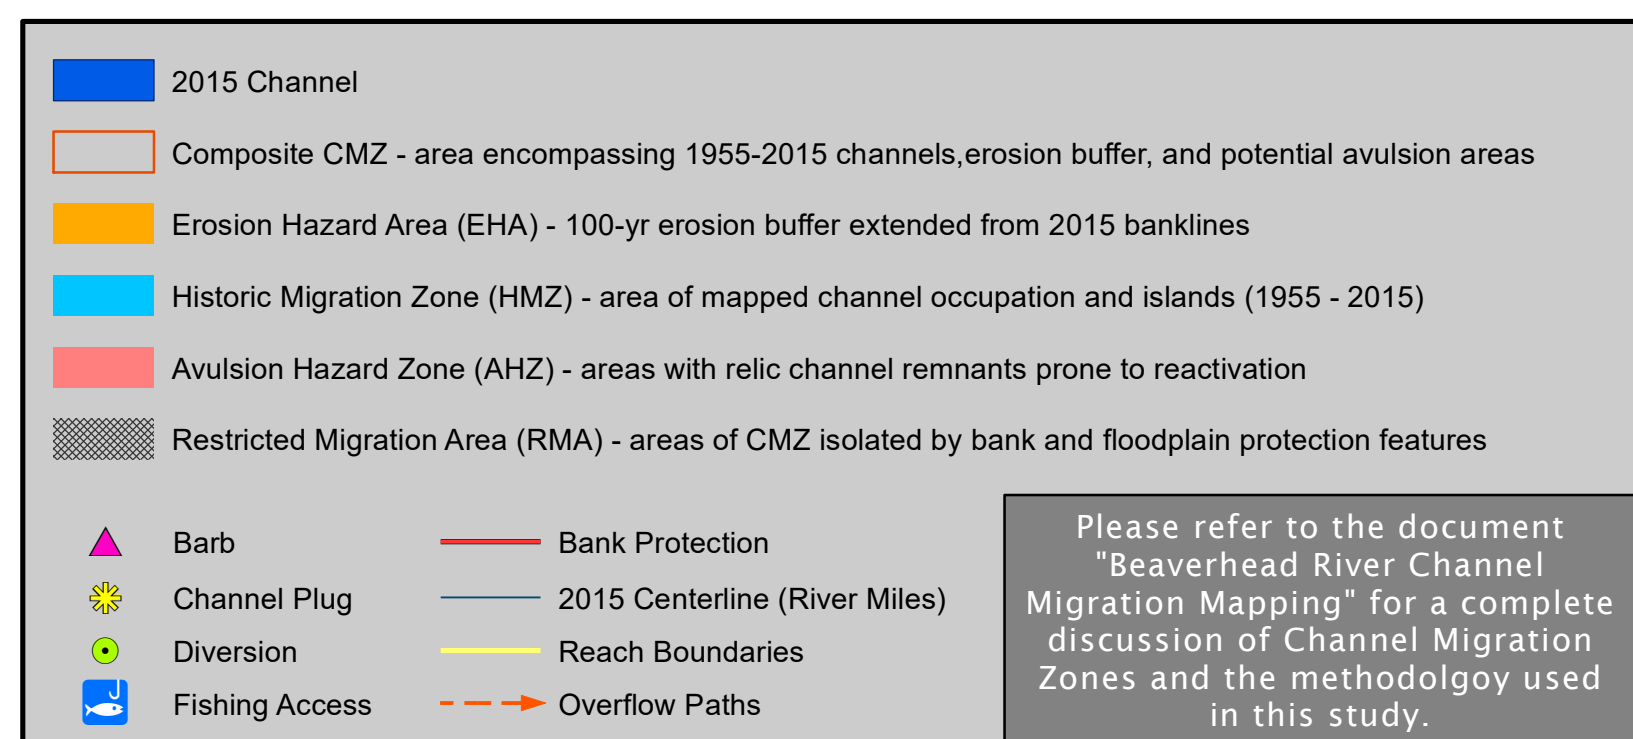 2015 Channel
Composite CMZ - area encompassing 1955-2015 channels,erosion buffer, and potential avulsion areas
Erosion Hazard Area (EHA) - 100-yr erosion buffer extended from 2015 banklines
Historic Migration Zone (HMZ) - area of mapped channel occupation and islands (1955 - 2015)
Avulsion Hazard Zone (AHZ) - areas with relic channel remnants prone to reactivation
Restricted Migration Area (RMA) - areas of CMZ isolated by bank and floodplain protection features
Barb
Channel Plug
Diversion
Fishing Access
Bank Protection
2015 Centerline (River Miles)
Reach Boundaries
Overflow Paths
Please refer to the document
"Beaverhead River Channel
Migration Mapping" for a complete
discussion of Channel Migration
Zones and the methodolgoy used
in this study.